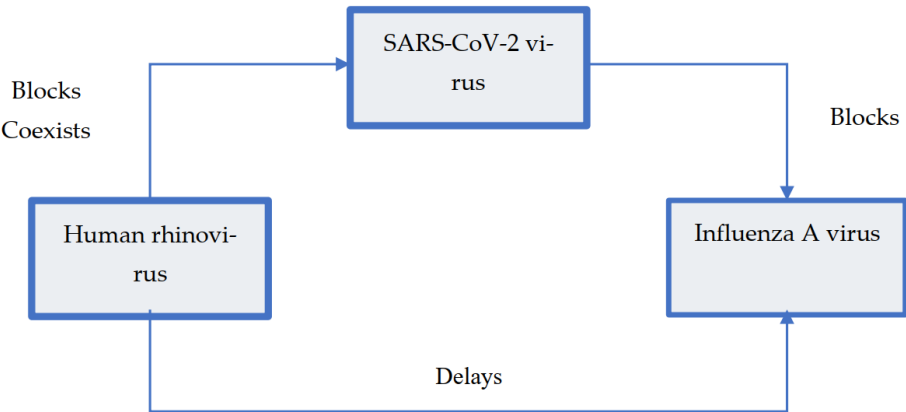 SARS-CoV-2 vi-
rus
Blocks
Coexists
Blocks
Human rhinovi-
rus
Influenza A virus
Delays